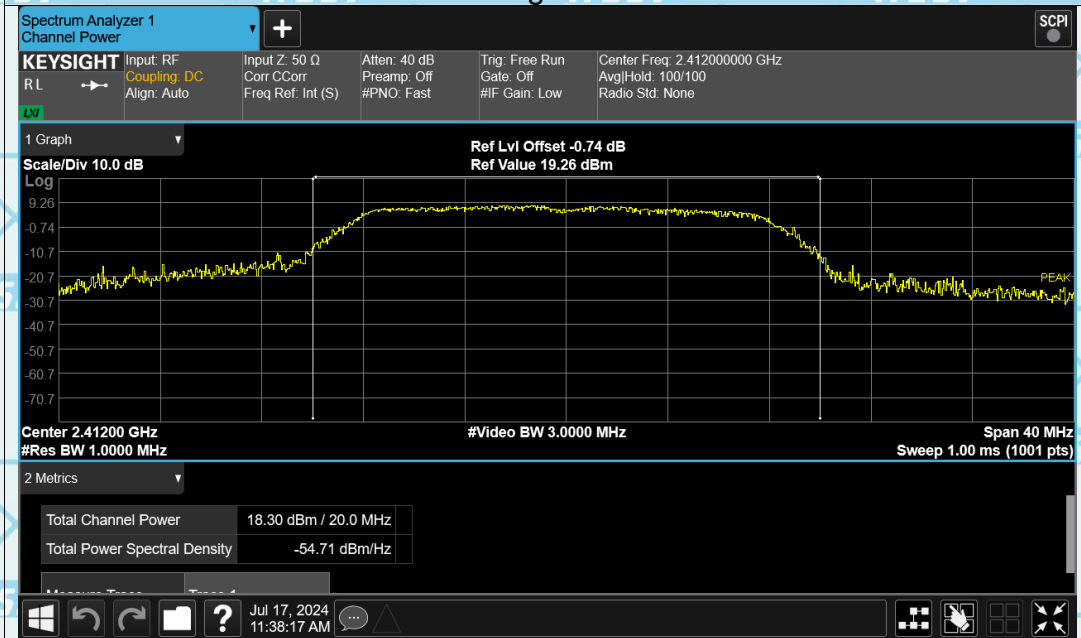 Spectrum Analyzer 1
Channel Power
+
SCPI
KEYSIGHT
R L
LXI
Input: RF
Coupling: DC
Align: Auto
Input Z: 50 Ω
Corr CCorr
Freq Ref: Int (S)
Atten: 40 dB
Preamp: Off
#PNO: Fast
Trig: Free Run
Gate: Off
#IF Gain: Low
Center Freq: 2.412000000 GHz
Avg|Hold: 100/100
Radio Std: None
1 Graph
Scale/Div 10.0 dB
Ref Lvl Offset -0.74 dB
Ref Value 19.26 dBm
Log
9.26
-0.74
-10.7
-20.7
-30.7
-40.7
-50.7
-60.7
-70.7
PEAK
Center 2.41200 GHz
#Video BW 3.0000 MHz
Span 40 MHz
#Res BW 1.0000 MHz
Sweep 1.00 ms (1001 pts)
2 Metrics
Total Channel Power 18.30 dBm / 20.0 MHz
Total Power Spectral Density -54.71 dBm/Hz
Measure Trace Trace 1
?
Jul 17, 2024
11:38:17 AM